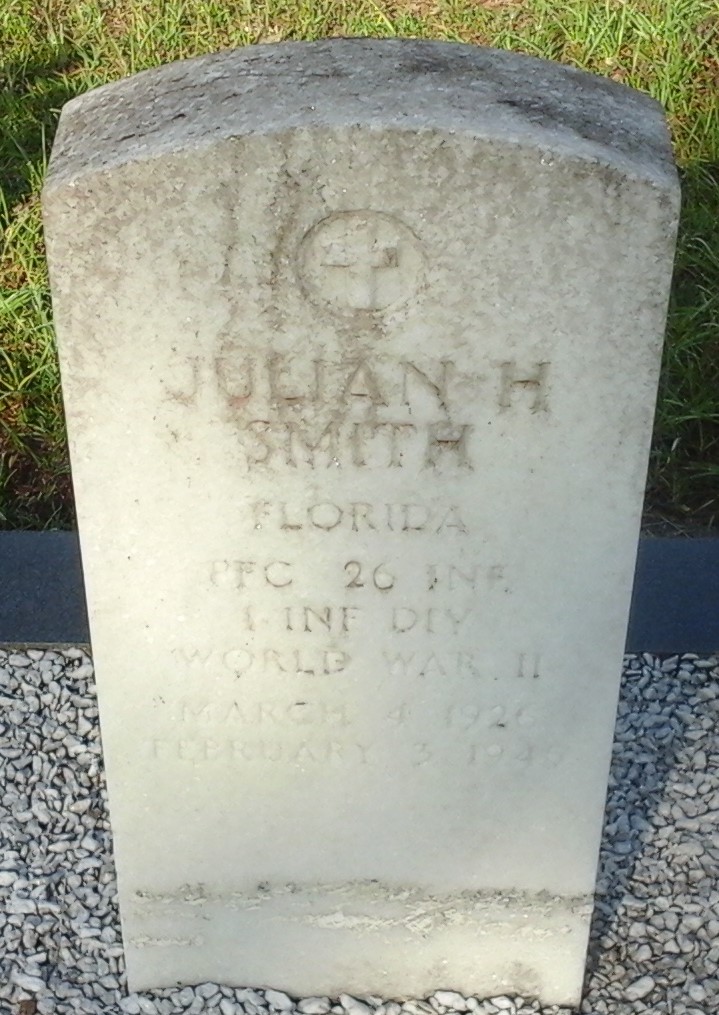 JULIAN H
SMITH
FLORIDA
PFC 26 INF
1 INF DIV
WORLD WAR II
MARCH 4 1926
FEBRUARY 3